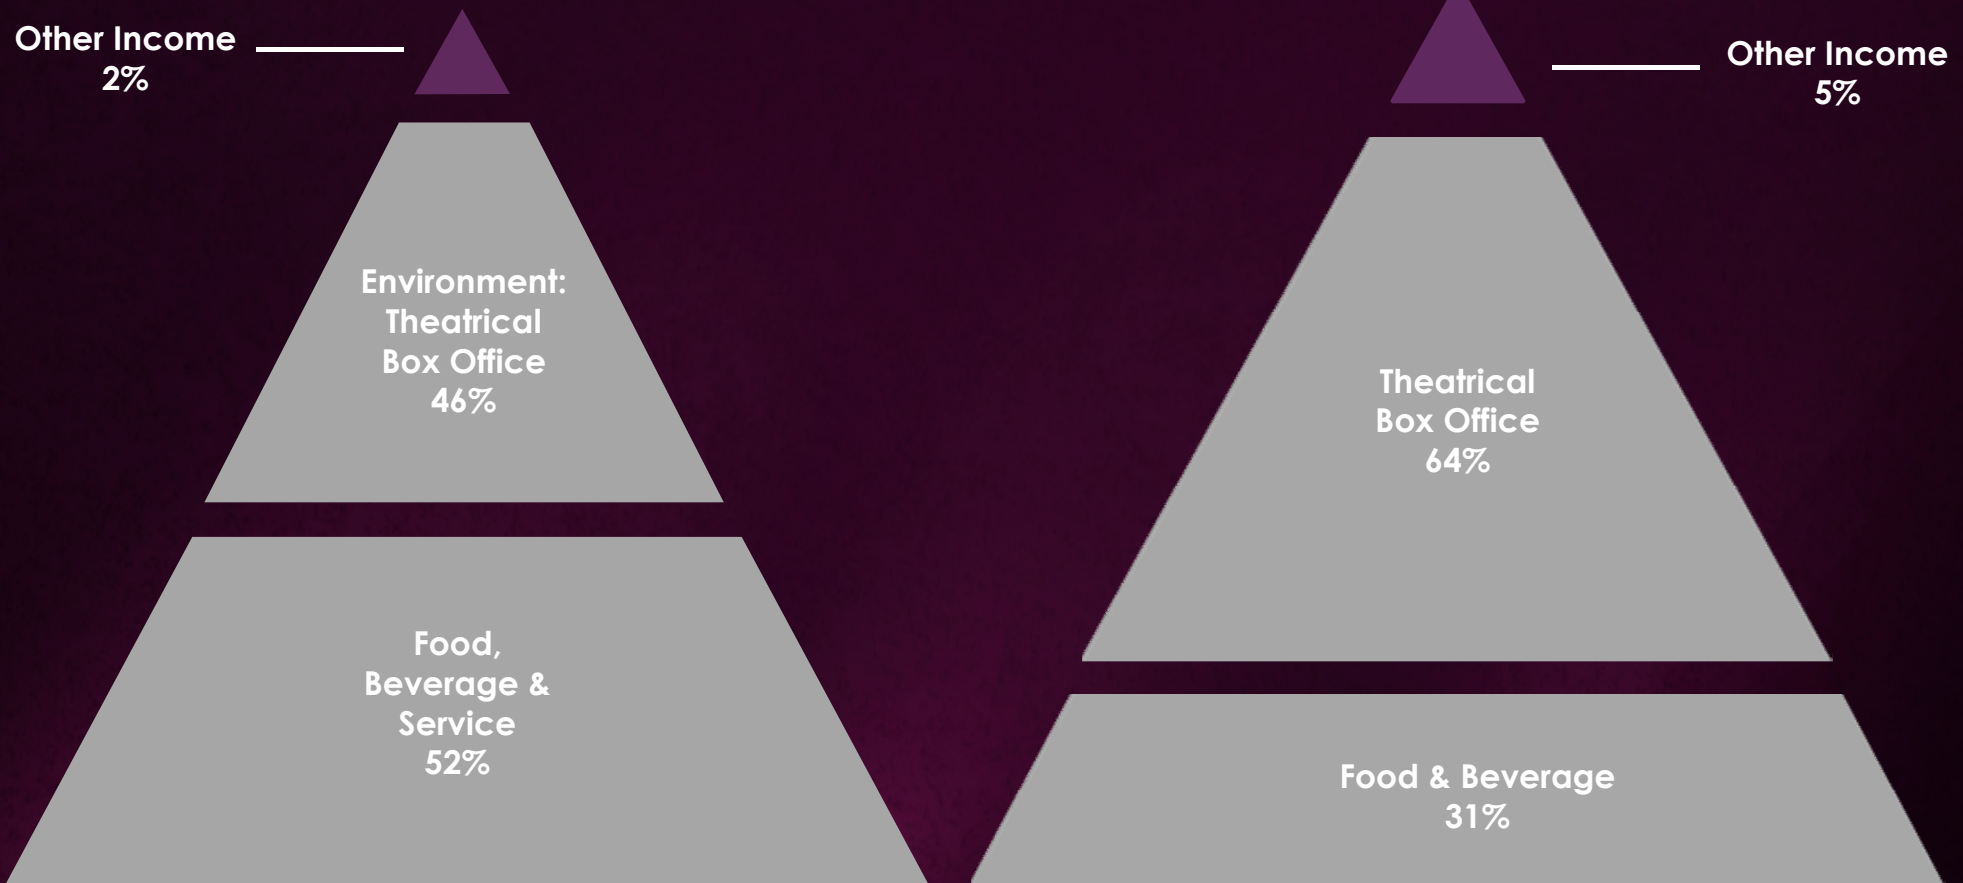 Other Income
2%
Environment:
Theatrical
Box Office
46%
Food,
Beverage &
Service
52%
Other Income
5%
Theatrical
Box Office
64%
Food & Beverage
31%